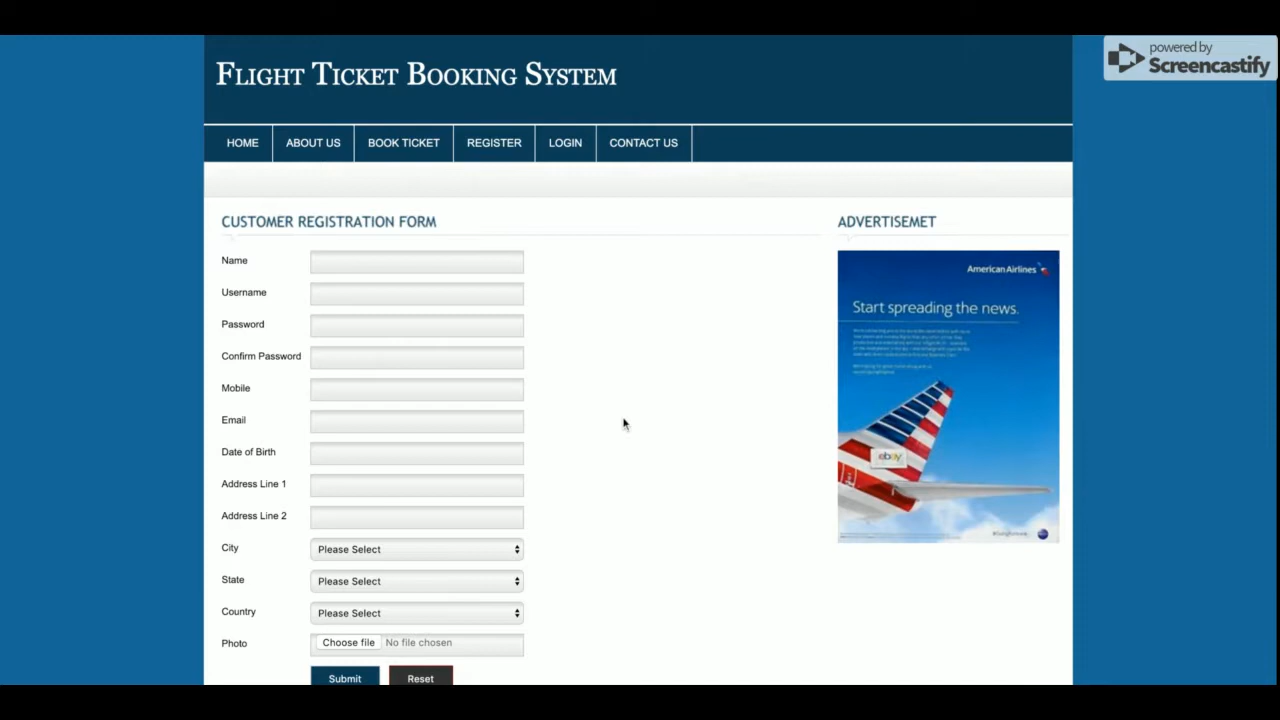 powered by
Screencastify
FLIGHT TICKET BOOKING SYSTEM
HOME
ABOUT US
BOOK TICKET
REGISTER
LOGIN
CONTACT US
CUSTOMER REGISTRATION FORM
Name
Username
Password
Confirm Password
Mobile
Email
Date of Birth
Address Line 1
Address Line 2
City Please Select
State Please Select
Country Please Select
Photo Choose file No file chosen
Submit Reset
ADVERTISEMET
American Airlines
Start spreading the news.
ebay